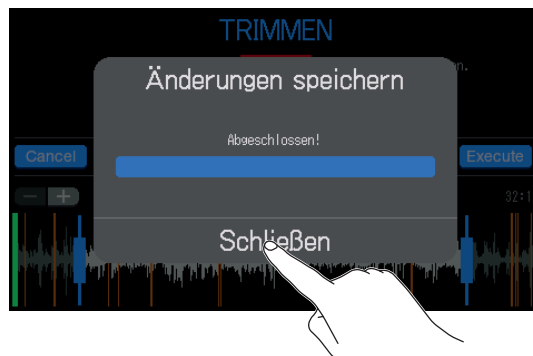 TRIMMEN
n.
Änderungen speichern
Abgeschlossen!
Cancel
Execute
− +
32:1
Schließen